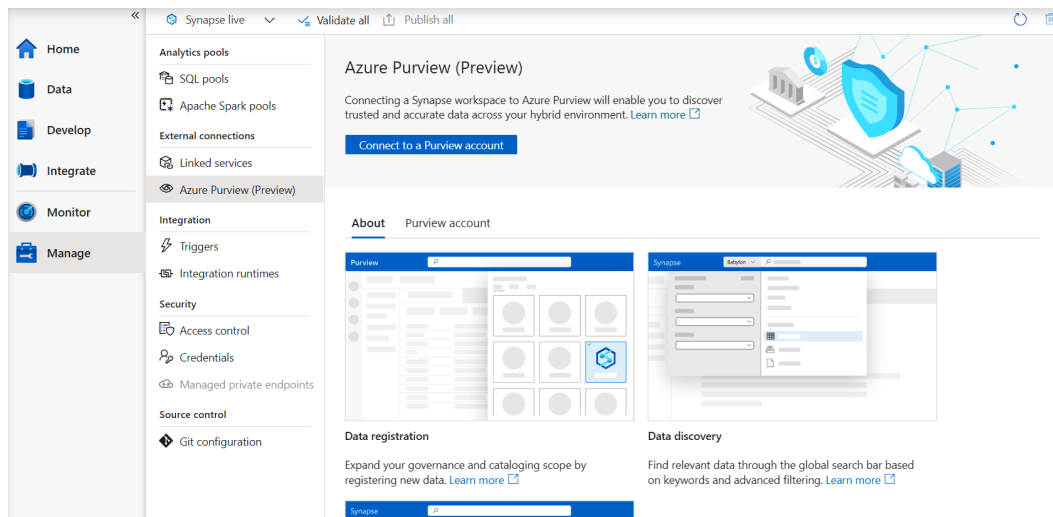 «
Synapse live
Validate all
Publish all
Home
Data
Develop
Integrate
Monitor
Manage
Analytics pools
SQL pools
Apache Spark pools
External connections
Linked services
Azure Purview (Preview)
Integration
Triggers
Integration runtimes
Security
Access control
Credentials
Managed private endpoints
Source control
Git configuration
Azure Purview (Preview)
Connecting a Synapse workspace to Azure Purview will enable you to discover
trusted and accurate data across your hybrid environment. Learn more
Connect to a Purview account
About
Purview account
Purview
Synapse
Babylon
Data registration
Expand your governance and cataloging scope by
registering new data. Learn more
Data discovery
Find relevant data through the global search bar based
on keywords and advanced filtering. Learn more
Synapse